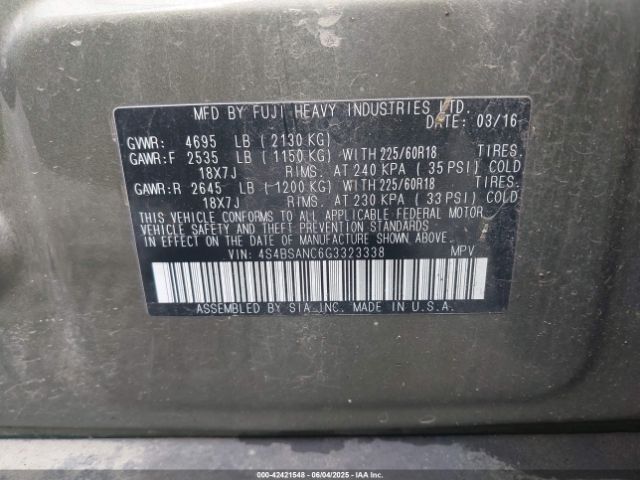 MFD BY FUJI HEAVY INDUSTRIES LTD.
DATE: 03/16
GVWR: 4695 LB (2130 KG)
GAWR:F 2535 LB (1150 KG) WITH 225/60R18 TIRES.
18X7J RIMS. AT 240 KPA (35 PSI) COLD
GAWR:R 2645 LB (1200 KG) WITH 225/60R18 TIRES.
18X7J RIMS. AT 230 KPA (33 PSI) COLD
THIS VEHICLE CONFORMS TO ALL APPLICABLE FEDERAL MOTOR
VEHICLE SAFETY AND THEFT PREVENTION STANDARDS
IN EFFECT ON THE DATE OF MANUFACTURE SHOWN ABOVE.
VIN: 4S4BSANC6G3323338 MPV
ASSEMBLED BY SIA INC. MADE IN U.S.A.
000-42421548 - 06/04/2025 - COPYRIGHT IAA, LLC.